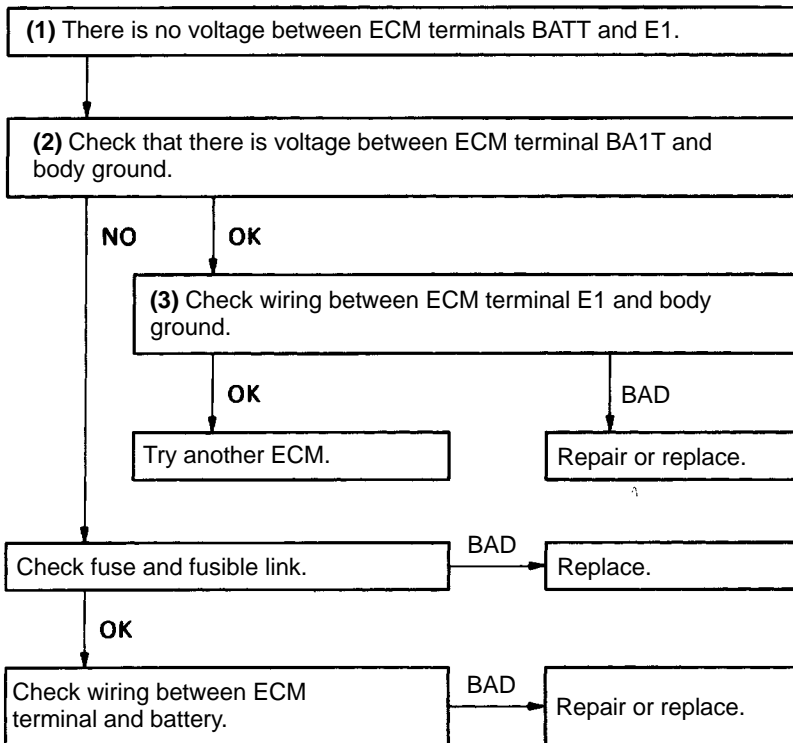 (1) There is no voltage between ECM terminals BATT and E1.
(2) Check that there is voltage between ECM terminal BA1T and
body ground.
NO
OK
(3) Check wiring between ECM terminal E1 and body
ground.
OK
BAD
Try another ECM.
Repair or replace.
Check fuse and fusible link.
BAD
Replace.
OK
Check wiring between ECM
terminal and battery.
BAD
Repair or replace.